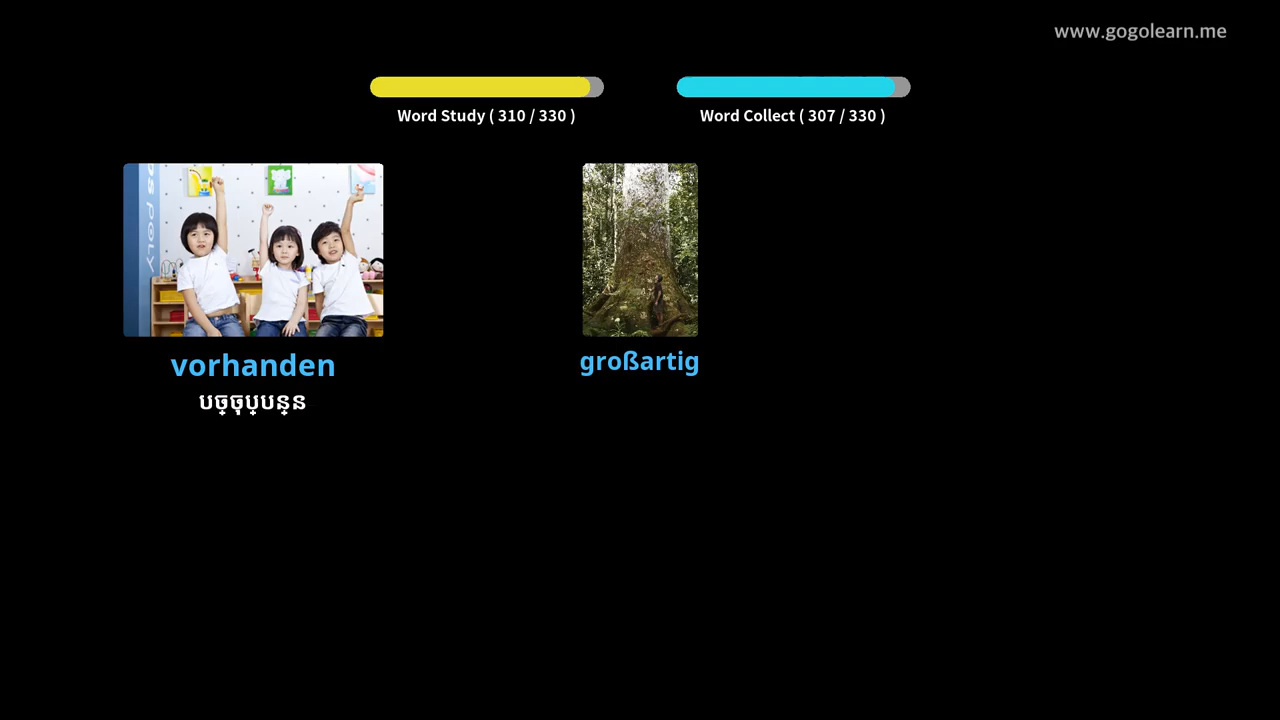 www.gogolearn.me
Word Study ( 310 / 330 )
Word Collect ( 307 / 330 )
POLY
vorhanden
បច្ចុប្បន្ន
großartig